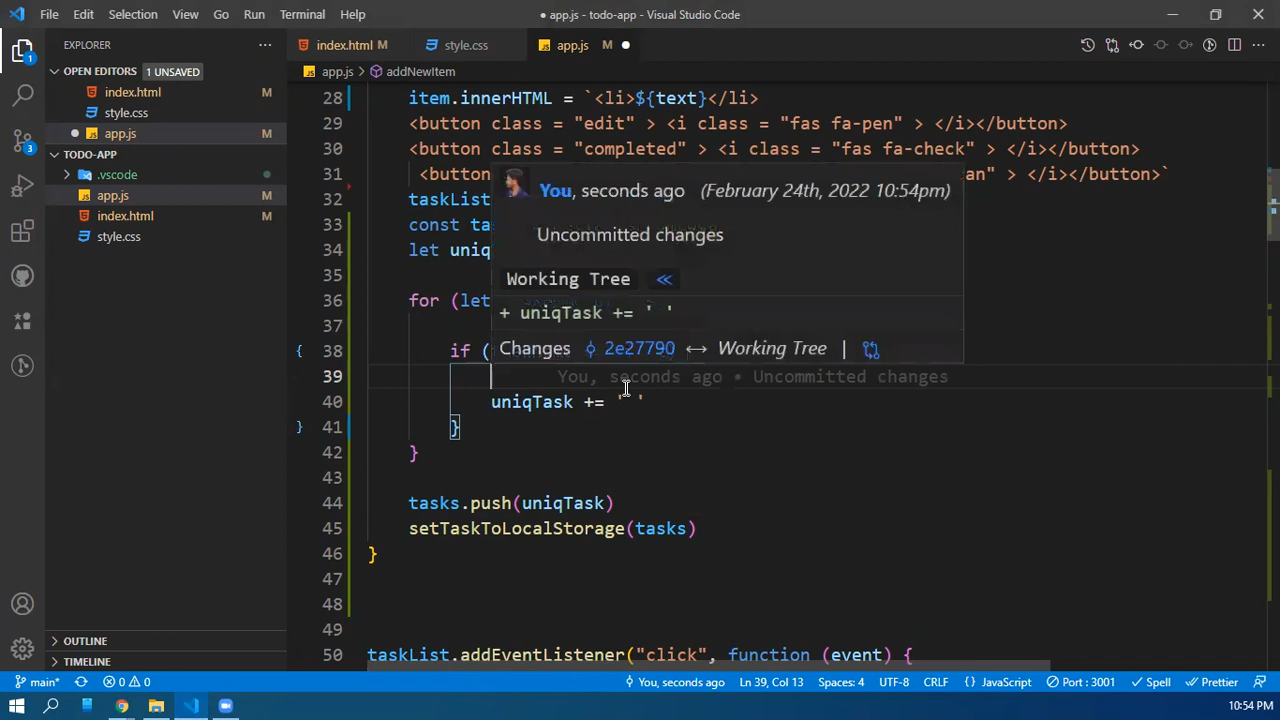 File Edit Selection View Go Run Terminal Help
● app.js - todo-app - Visual Studio Code
EXPLORER
index.html M
style.css
app.js M
OPEN EDITORS 1 UNSAVED
index.html M
style.css
app.js M
TODO-APP
.vscode
app.js M
index.html M
style.css
OUTLINE
TIMELINE
app.js > addNewItem
28 item.innerHTML = `<li>${text}</li>
29 <button class = "edit" > <i class = "fas fa-pen" > </i></button>
30 <button class = "completed" > <i class = "fas fa-check" > </i></button>
31 <button an" > </i></button>`
32 taskList
33 const ta
34 let uniq
35
36 for (let
37
38 if (
39 You, seconds ago • Uncommitted changes
40 uniqTask += ' '
41 }
42 }
43
44 tasks.push(uniqTask)
45 setTaskToLocalStorage(tasks)
46 }
47
48
49
50 taskList.addEventListener("click", function (event) {
You, seconds ago (February 24th, 2022 10:54pm)
Uncommitted changes
Working Tree
+ uniqTask += ' '
Changes 2e27790 ↔ Working Tree |
main* 0 0 You, seconds ago Ln 39, Col 13 Spaces: 4 UTF-8 CRLF {} JavaScript Port : 3001 Spell Prettier
10:54 PM